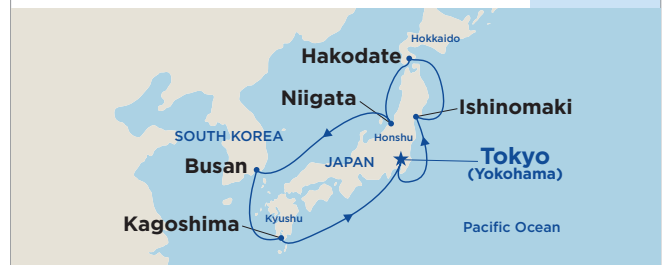 Hokkaido
Hakodate
Niigata
Ishinomaki
SOUTH KOREA
Honshu
Busan
JAPAN
Tokyo
(Yokohama)
Kagoshima
Kyushu
Pacific Ocean